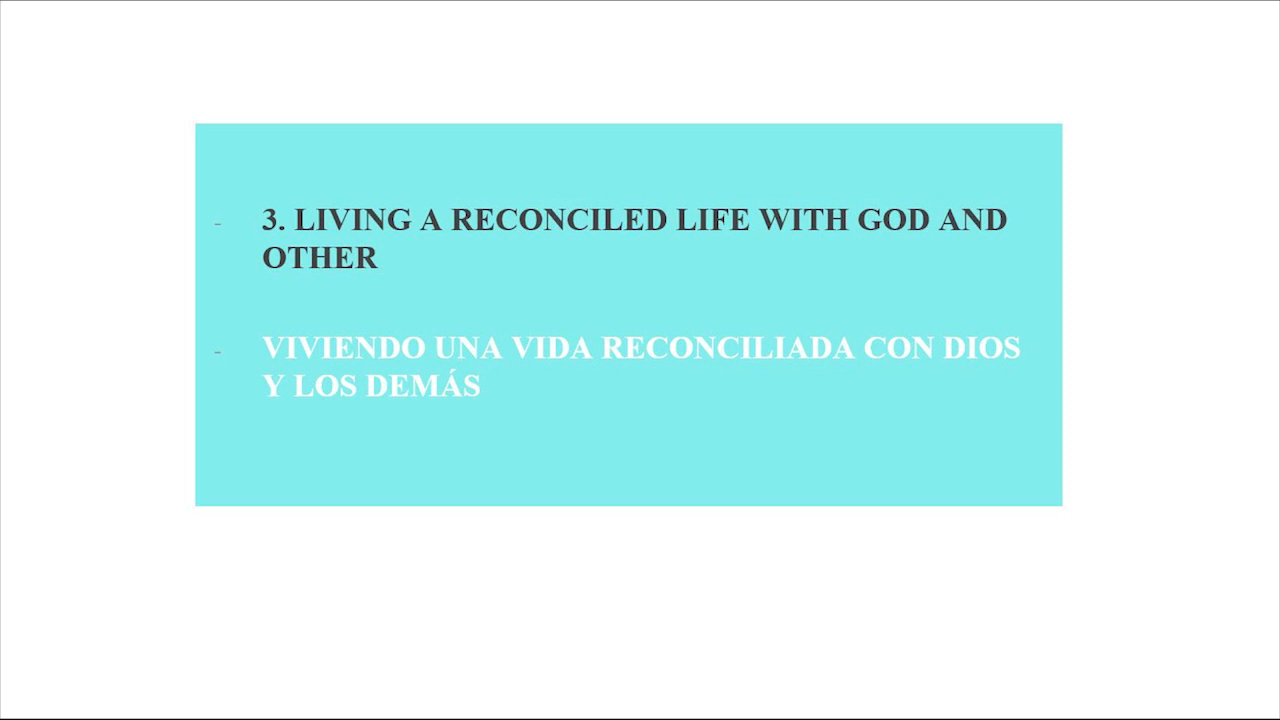 - 3. LIVING A RECONCILED LIFE WITH GOD AND
OTHER
- VIVIENDO UNA VIDA RECONCILIADA CON DIOS
Y LOS DEMÁS